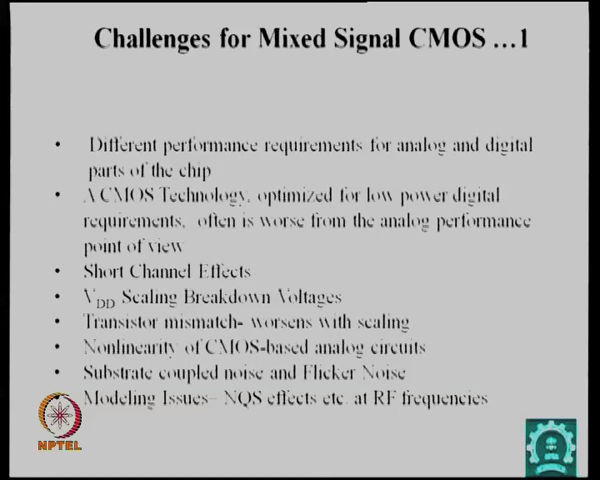 Challenges for Mixed Signal CMOS ...1
• Different performance requirements for analog and digital
parts of the chip
• A CMOS Technology, optimized for low power digital
requirements, often is worse from the analog performance
point of view
• Short Channel Effects
• VDD Scaling Breakdown Voltages
• Transistor mismatch- worsens with scaling
• Nonlinearity of CMOS-based analog circuits
• Substrate coupled noise and Flicker Noise
Modeling Issues– NQS effects etc. at RF frequencies
NPTEL